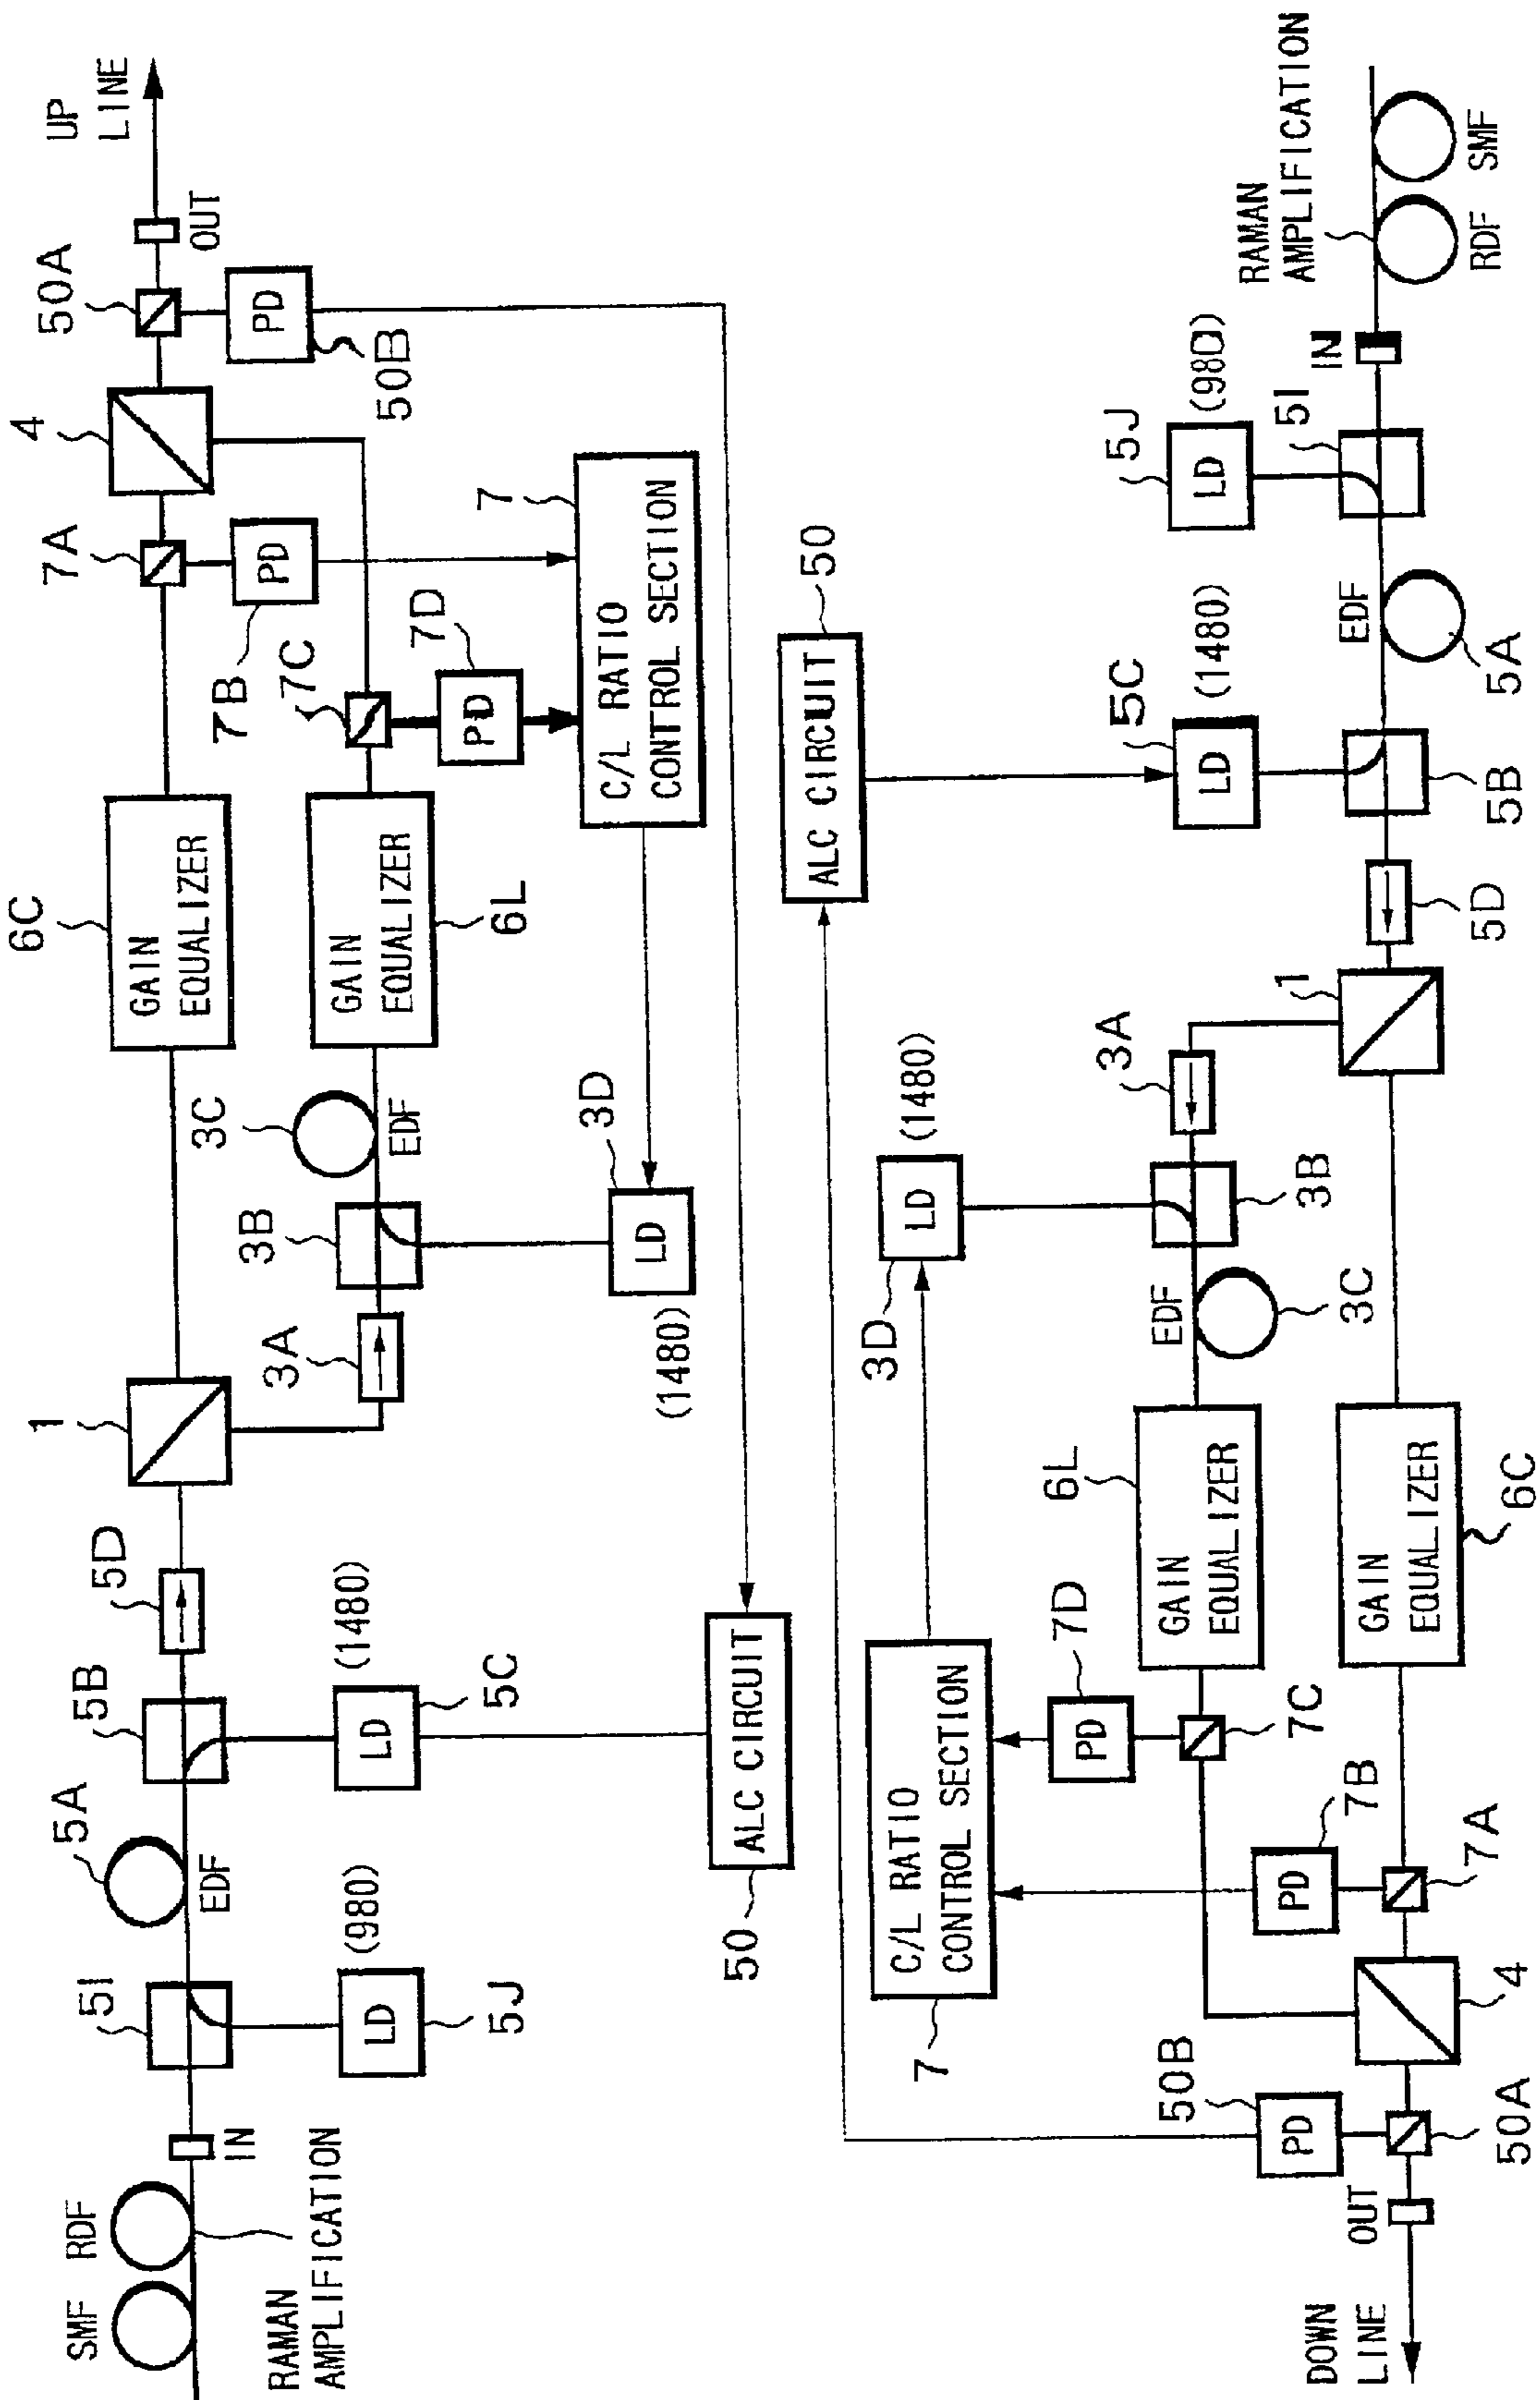 UP
LINE
OUT
50A
PD
50B
4
7A
PD
7B
7C
7D
PD
7
C/L RATIO
CONTROL SECTION
6C
GAIN
EQUALIZER
GAIN
EQUALIZER
6L
3C
EDF
3B
3A
3D
LD
(1480)
1
5D
5B
(1480)
LD
5C
5A
EDF
5I
(980)
LD
5J
ALC CIRCUIT
50
IN
RDF
SMF
RAMAN
AMPLIFICATION
RAMAN
AMPLIFICATION
SMF
RDF
IN
5I
5J
LD
(980)
EDF
5A
50
ALC CIRCUIT
5C
(1480)
LD
5B
5D
1
3A
(1480)
LD
3D
3B
EDF
3C
6L
GAIN
EQUALIZER
GAIN
EQUALIZER
6C
7D
PD
7C
C/L RATIO
CONTROL SECTION
7
7B
PD
7A
4
50B
PD
50A
OUT
DOWN
LINE